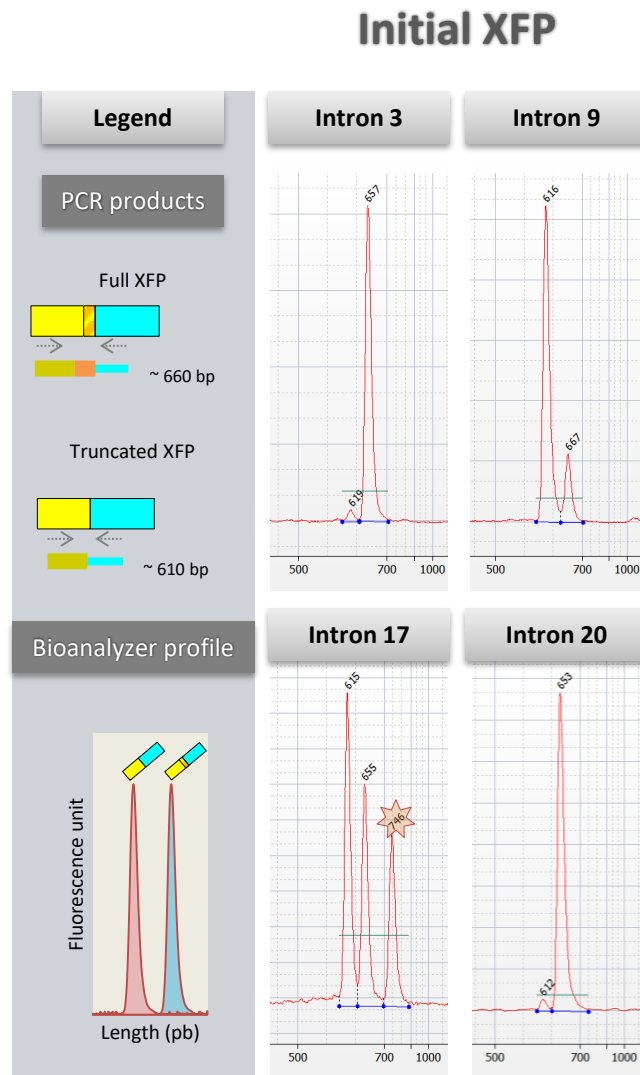 Initial XFP
Legend
PCR products
Full XFP
~ 660 bp
Truncated XFP
~ 610 bp
Bioanalyzer profile
Fluorescence unit
Length (pb)
Intron 3
657
619
500 700 1000
Intron 9
616
667
500 700 1000
Intron 17
615
655
746
500 700 1000
Intron 20
653
612
500 700 1000